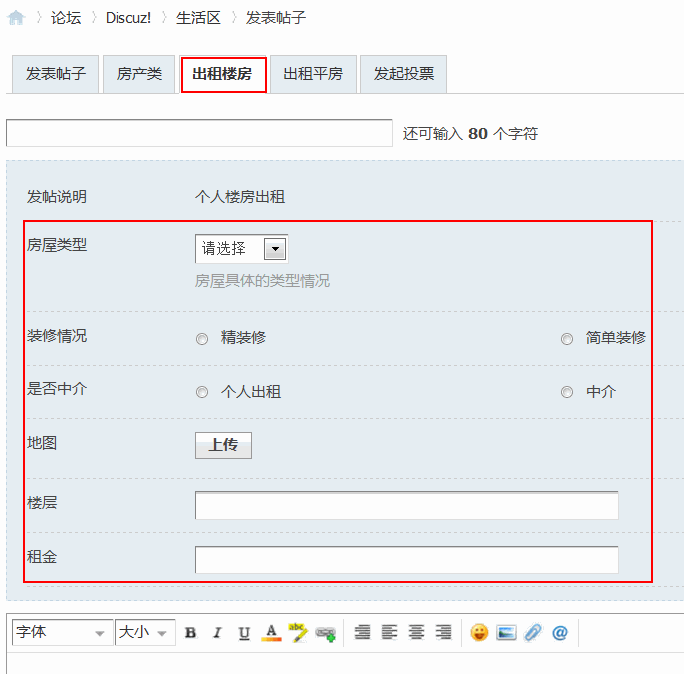 论坛 〉 Discuz! 〉 生活区 〉 发表帖子
发表帖子 房产类 出租楼房 出租平房 发起投票
还可输入 80 个字符
发帖说明 个人楼房出租
房屋类型 请选择
房屋具体的类型情况
装修情况 精装修 简单装修
是否中介 个人出租 中介
地图 上传
楼层
租金
字体 大小 B I U A abc @